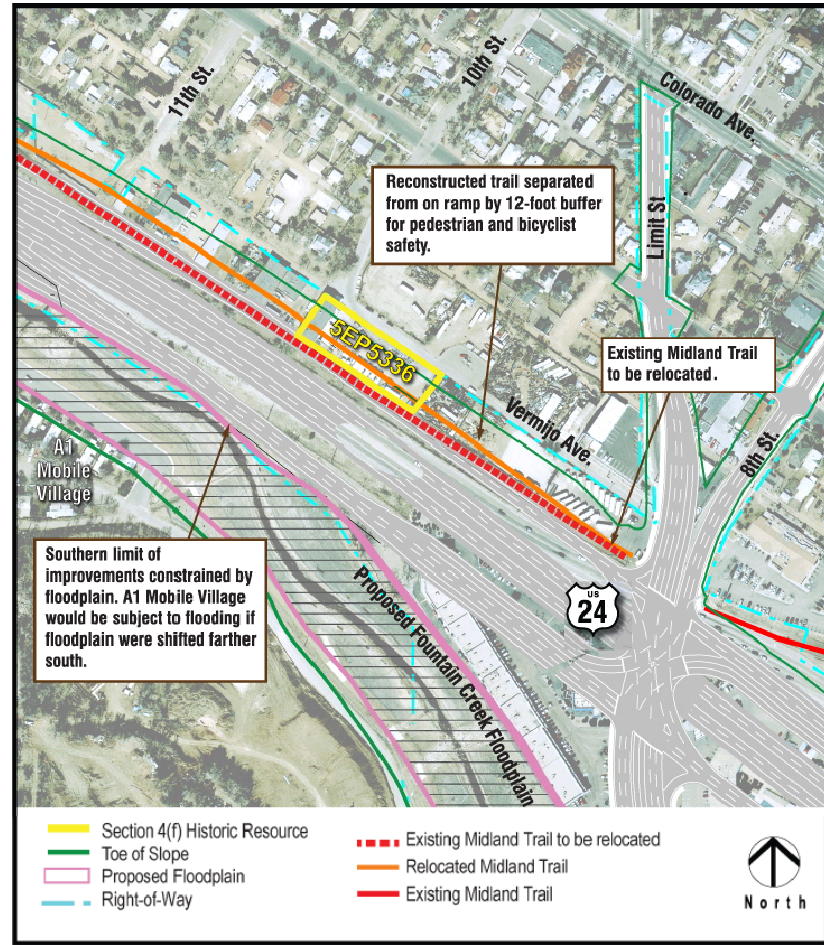 11th St.
10th St.
Colorado Ave.
Limit St
Reconstructed trail separated
from on ramp by 12-foot buffer
for pedestrian and bicyclist
safety.
5EP5336
Existing Midland Trail
to be relocated.
Vermijo Ave.
8th St.
A1
Mobile
Village
Southern limit of
improvements constrained by
floodplain. A1 Mobile Village
would be subject to flooding if
floodplain were shifted farther
south.
Proposed Fountain Creek Floodplain
US
24
Section 4(f) Historic Resource
Toe of Slope
Proposed Floodplain
Right-of-Way
Existing Midland Trail to be relocated
Relocated Midland Trail
Existing Midland Trail
North